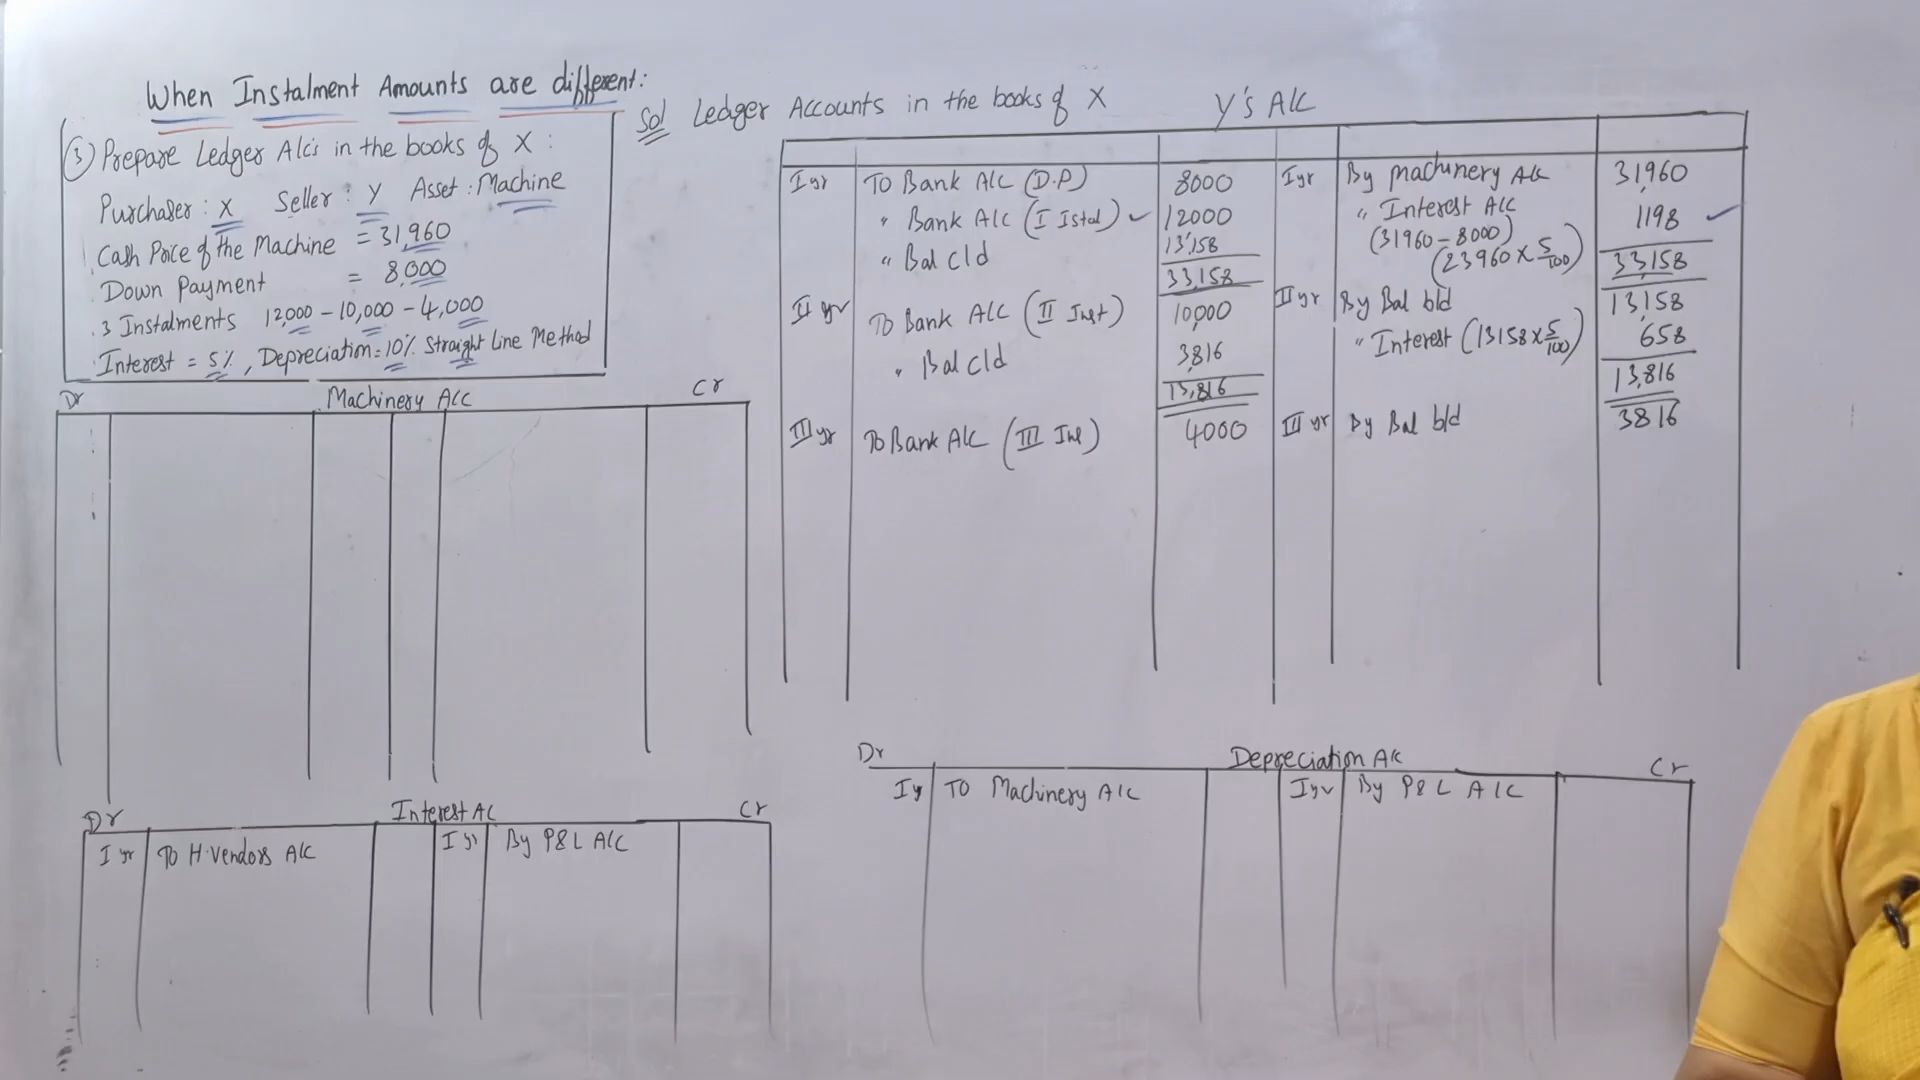 When Instalment Amounts are different:
③ Prepare Ledger A/c's in the books of X :
Purchaser : X Seller : Y Asset : Machine
Cash Price of the Machine = 31,960
Down Payment = 8,000
3 Instalments 12,000 - 10,000 - 4,000
Interest = 5% , Depreciation = 10% Straight Line Method
Sol Ledger Accounts in the books of X
Y's A/C
I yr To Bank A/C (D.P) 8000 I yr By machinery A/c 31,960
" Bank A/C (I Istal) ✓ 12000 " Interest A/C 1198 ✓
(31960 - 8000)
" Bal c/d 13,158 (23960 × 5/100)
33,158 33,158
II yr To Bank A/C (II Inst) 10,000 II yr By Bal b/d 13,158
" Bal c/d 3,816 " Interest (13158 × 5/100) 658
13,816 13,816
III yr To Bank A/C (III Ins) 4000 III yr By Bal b/d 3816
Dr Machinery A/C Cr
Dr Interest AC Cr
I yr To H.Vendors A/C I yr By P&L A/C
Dr Depreciation A/c Cr
I y To Machinery A/C I yr By P&L A/C